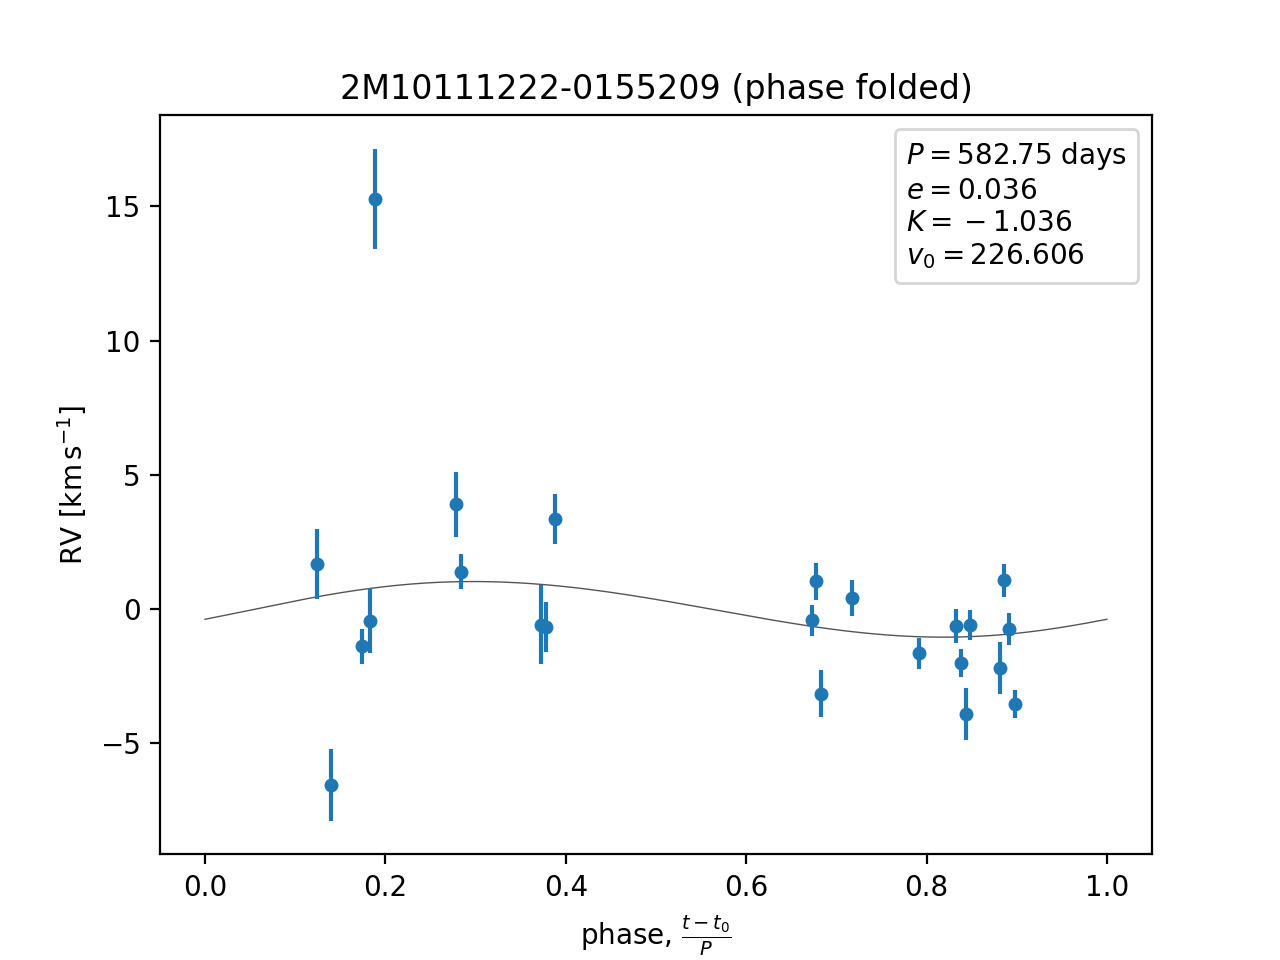 2M10111222-0155209 (phase folded)
P = 582.75 days
e = 0.036
K = −1.036
v₀ = 226.606
15
10
5
0
−5
RV [km s⁻¹]
0.0 0.2 0.4 0.6 0.8 1.0
phase, (t − t₀)/P